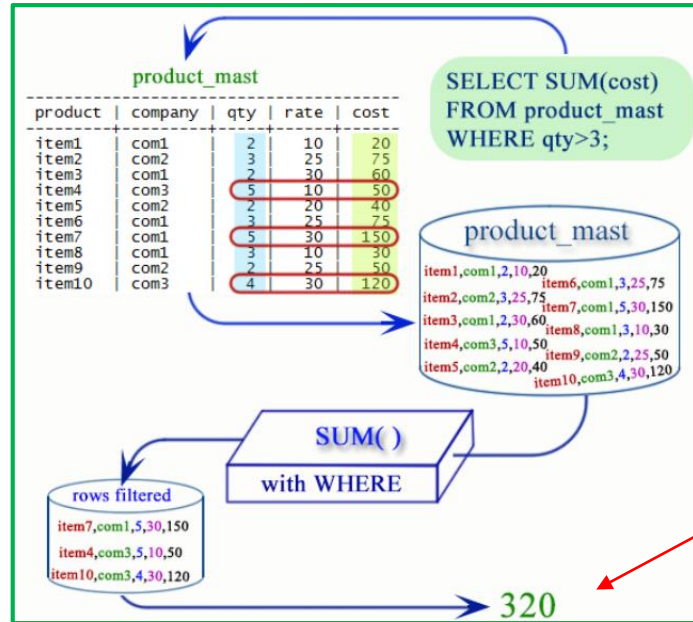 product_mast
SELECT SUM(cost)
FROM product_mast
WHERE qty>3;
product | company | qty | rate | cost
item1 | com1 | 2 | 10 | 20
item2 | com2 | 3 | 25 | 75
item3 | com1 | 2 | 30 | 60
item4 | com3 | 5 | 10 | 50
item5 | com2 | 2 | 20 | 40
item6 | com1 | 3 | 25 | 75
item7 | com1 | 5 | 30 | 150
item8 | com1 | 3 | 10 | 30
item9 | com2 | 2 | 25 | 50
item10 | com3 | 4 | 30 | 120
product_mast
item1,com1,2,10,20
item2,com2,3,25,75
item3,com1,2,30,60
item4,com3,5,10,50
item5,com2,2,20,40
item6,com1,3,25,75
item7,com1,5,30,150
item8,com1,3,10,30
item9,com2,2,25,50
item10,com3,4,30,120
SUM( )
with WHERE
rows filtered
item7,com1,5,30,150
item4,com3,5,10,50
item10,com3,4,30,120
320